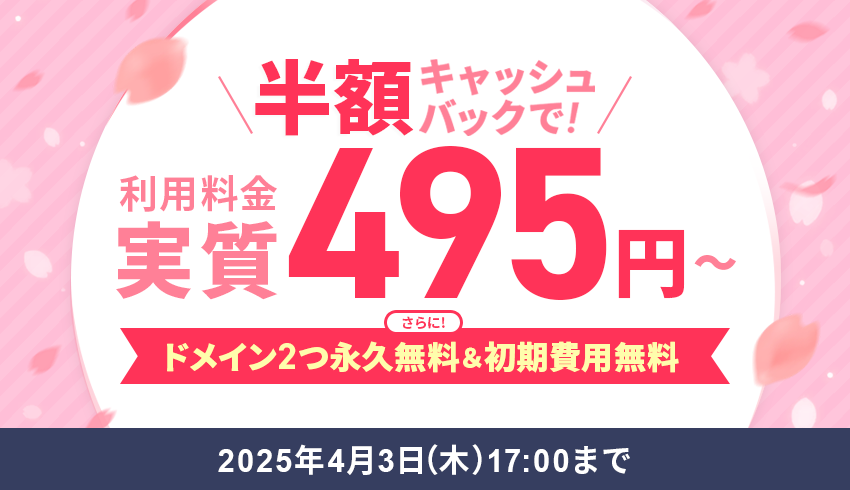 半額キャッシュ
バックで!
利用料金
実質495円～
さらに!
ドメイン2つ永久無料&初期費用無料
2025年4月3日(木)17:00まで